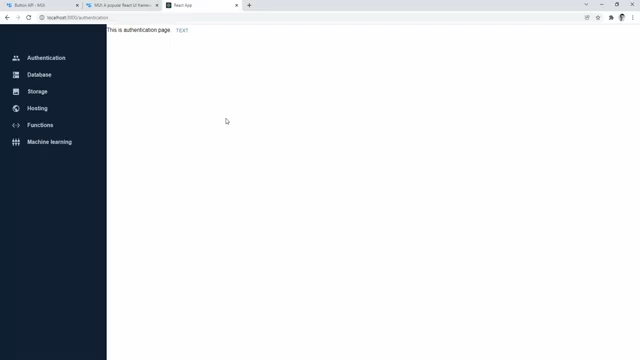 Button API - MUI
MUI: A popular React UI framew...
React App
localhost:3000/authentication
This is authentication page. TEXT
Authentication
Database
Storage
Hosting
Functions
Machine learning